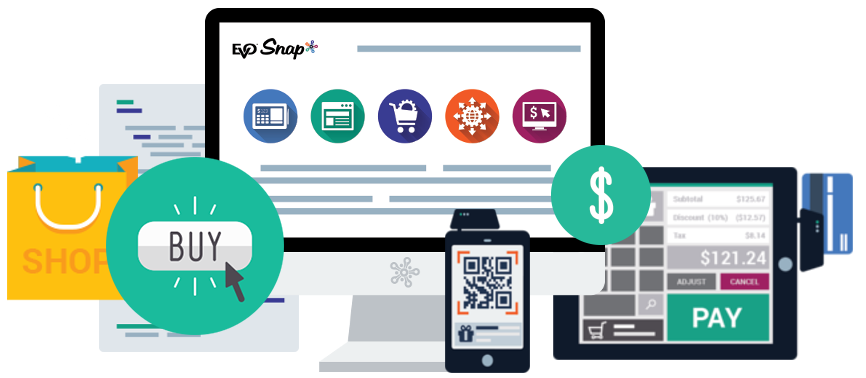 EVO Snap*
SHOP
BUY
$
$
Subtotal $125.67
Discount (10%) ($12.57)
Tax $8.14
$121.24
ADJUST CANCEL
PAY